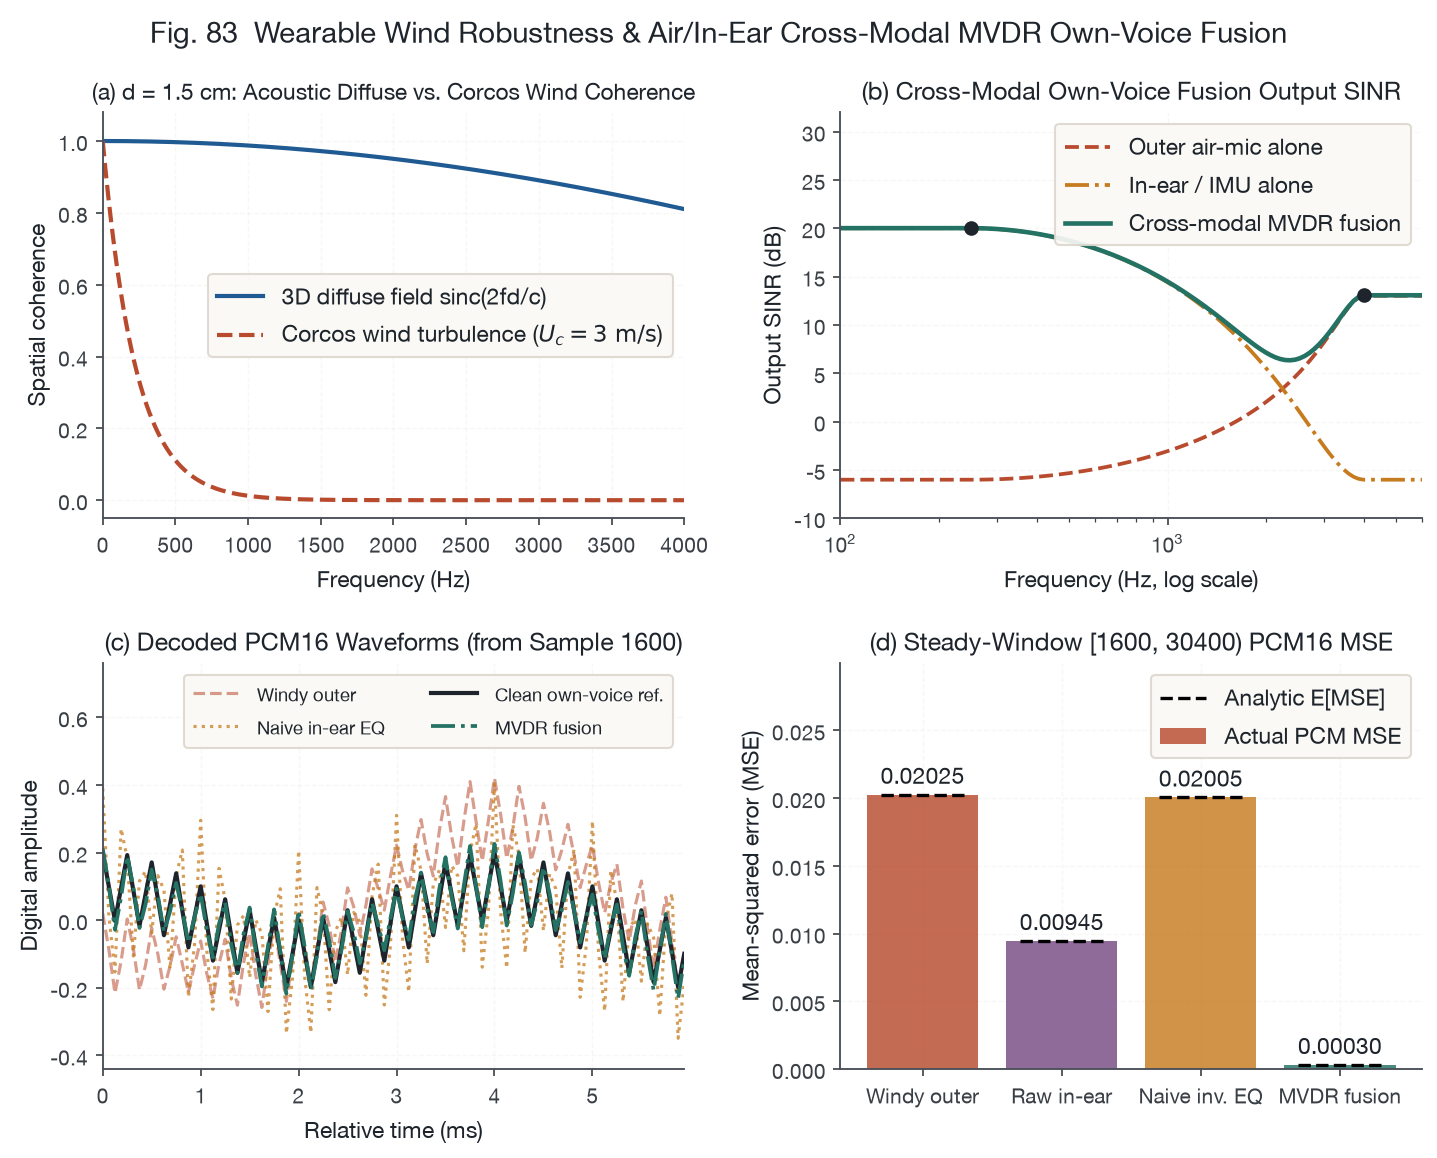 Fig. 83  Wearable Wind Robustness & Air/In-Ear Cross-Modal MVDR Own-Voice Fusion
(a) d = 1.5 cm: Acoustic Diffuse vs. Corcos Wind Coherence
Spatial coherence
1.0
0.8
0.6
0.4
0.2
0.0
3D diffuse field sinc(2fd/c)
Corcos wind turbulence (U_c = 3 m/s)
0 500 1000 1500 2000 2500 3000 3500 4000
Frequency (Hz)
(b) Cross-Modal Own-Voice Fusion Output SINR
Output SINR (dB)
30
25
20
15
10
5
0
-5
-10
Outer air-mic alone
In-ear / IMU alone
Cross-modal MVDR fusion
10² 10³
Frequency (Hz, log scale)
(c) Decoded PCM16 Waveforms (from Sample 1600)
Digital amplitude
0.6
0.4
0.2
0.0
-0.2
-0.4
Windy outer
Naive in-ear EQ
Clean own-voice ref.
MVDR fusion
0 1 2 3 4 5
Relative time (ms)
(d) Steady-Window [1600, 30400) PCM16 MSE
Mean-squared error (MSE)
0.025
0.020
0.015
0.010
0.005
0.000
Analytic E[MSE]
Actual PCM MSE
0.02025
0.00945
0.02005
0.00030
Windy outer
Raw in-ear
Naive inv. EQ
MVDR fusion